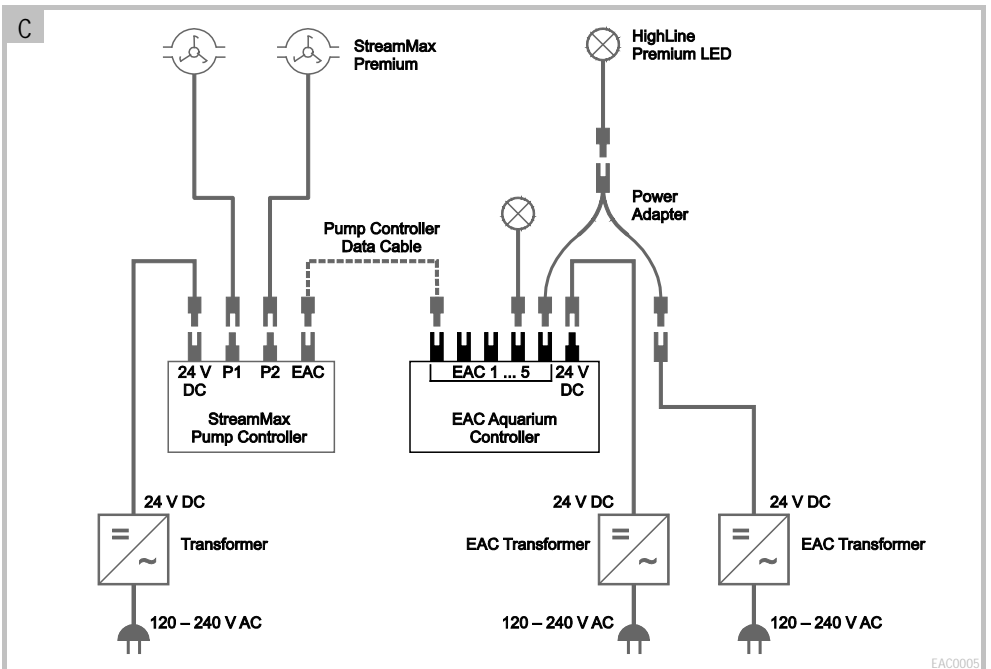 C
StreamMax
Premium
HighLine
Premium LED
Power
Adapter
Pump Controller
Data Cable
24 V
DC
P1
P2
EAC
StreamMax
Pump Controller
EAC 1 ... 5
24 V
DC
EAC Aquarium
Controller
24 V DC
Transformer
120 – 240 V AC
24 V DC
EAC Transformer
120 – 240 V AC
24 V DC
EAC Transformer
120 – 240 V AC
EAC0005